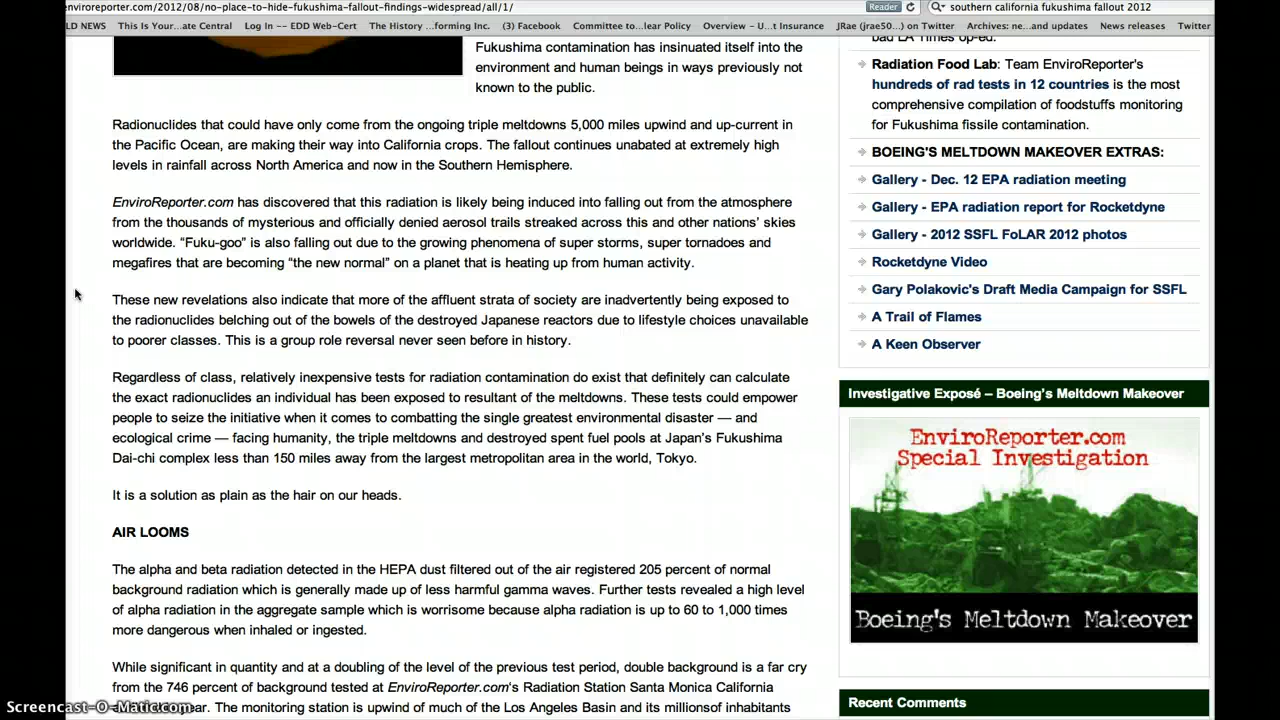 enviroreporter.com/2012/08/no-place-to-hide-fukushima-fallout-findings-widespread/all/1/
Reader
southern california fukushima fallout 2012
LD NEWS
This Is Your...ate Central
Log In -- EDD Web-Cert
The History ...forming Inc.
(3) Facebook
Committee to...lear Policy
Overview - U...t Insurance
JRae (jrae50...) on Twitter
Archives: ne...and updates
News releases
Twitter
Fukushima contamination has insinuated itself into the
environment and human beings in ways previously not
known to the public.
Radionuclides that could have only come from the ongoing triple meltdowns 5,000 miles upwind and up-current in
the Pacific Ocean, are making their way into California crops. The fallout continues unabated at extremely high
levels in rainfall across North America and now in the Southern Hemisphere.
EnviroReporter.com has discovered that this radiation is likely being induced into falling out from the atmosphere
from the thousands of mysterious and officially denied aerosol trails streaked across this and other nations' skies
worldwide. "Fuku-goo" is also falling out due to the growing phenomena of super storms, super tornadoes and
megafires that are becoming "the new normal" on a planet that is heating up from human activity.
These new revelations also indicate that more of the affluent strata of society are inadvertently being exposed to
the radionuclides belching out of the bowels of the destroyed Japanese reactors due to lifestyle choices unavailable
to poorer classes. This is a group role reversal never seen before in history.
Regardless of class, relatively inexpensive tests for radiation contamination do exist that definitely can calculate
the exact radionuclides an individual has been exposed to resultant of the meltdowns. These tests could empower
people to seize the initiative when it comes to combatting the single greatest environmental disaster — and
ecological crime — facing humanity, the triple meltdowns and destroyed spent fuel pools at Japan's Fukushima
Dai-chi complex less than 150 miles away from the largest metropolitan area in the world, Tokyo.
It is a solution as plain as the hair on our heads.
AIR LOOMS
The alpha and beta radiation detected in the HEPA dust filtered out of the air registered 205 percent of normal
background radiation which is generally made up of less harmful gamma waves. Further tests revealed a high level
of alpha radiation in the aggregate sample which is worrisome because alpha radiation is up to 60 to 1,000 times
more dangerous when inhaled or ingested.
While significant in quantity and at a doubling of the level of the previous test period, double background is a far cry
from the 746 percent of background tested at EnviroReporter.com's Radiation Station Santa Monica California
ear. The monitoring station is upwind of much of the Los Angeles Basin and its millionsof inhabitants
bad LA Times op-ed.
Radiation Food Lab: Team EnviroReporter's
hundreds of rad tests in 12 countries is the most
comprehensive compilation of foodstuffs monitoring
for Fukushima fissile contamination.
BOEING'S MELTDOWN MAKEOVER EXTRAS:
Gallery - Dec. 12 EPA radiation meeting
Gallery - EPA radiation report for Rocketdyne
Gallery - 2012 SSFL FoLAR 2012 photos
Rocketdyne Video
Gary Polakovic's Draft Media Campaign for SSFL
A Trail of Flames
A Keen Observer
Investigative Exposé – Boeing's Meltdown Makeover
EnviroReporter.com
Special Investigation
Boeing's Meltdown Makeover
Recent Comments
Screencast-O-Matic.com